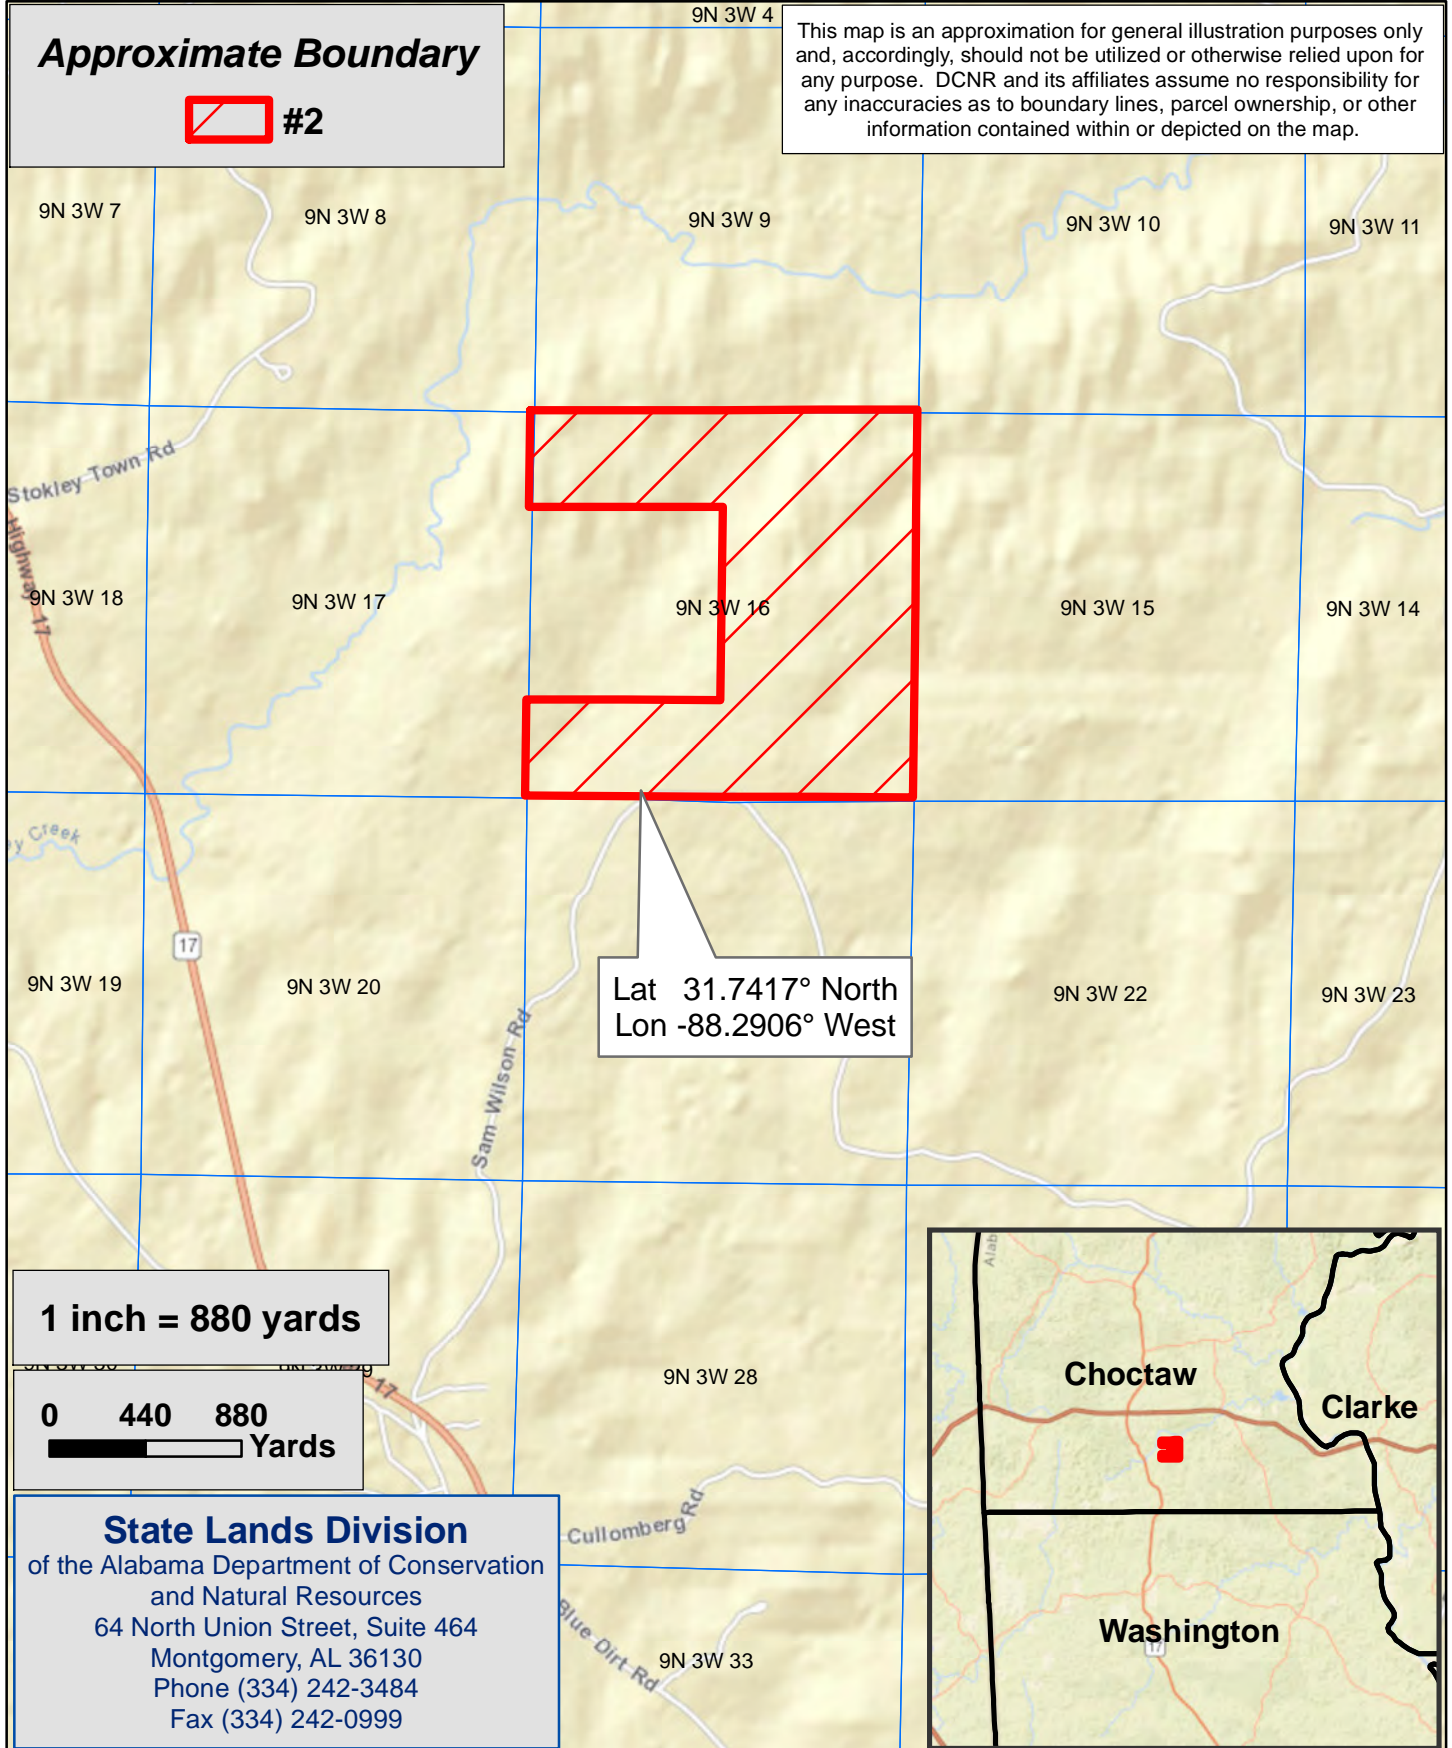 9N 3W 4
Approximate Boundary
#2
This map is an approximation for general illustration purposes only
and, accordingly, should not be utilized or otherwise relied upon for
any purpose. DCNR and its affiliates assume no responsibility for
any inaccuracies as to boundary lines, parcel ownership, or other
information contained within or depicted on the map.
9N 3W 7
9N 3W 8
9N 3W 9
9N 3W 10
9N 3W 11
Stokley Town Rd
Highway 17
9N 3W 18
9N 3W 17
9N 3W 16
9N 3W 15
9N 3W 14
y Creek
17
9N 3W 19
9N 3W 20
Lat 31.7417° North
Lon -88.2906° West
9N 3W 22
9N 3W 23
Sam Wilson Rd
1 inch = 880 yards
17
9N 3W 28
0 440 880
Yards
Cullomberg Rd
Blue Dirt Rd
9N 3W 33
State Lands Division
of the Alabama Department of Conservation
and Natural Resources
64 North Union Street, Suite 464
Montgomery, AL 36130
Phone (334) 242-3484
Fax (334) 242-0999
Alab
Choctaw
Clarke
Washington
17